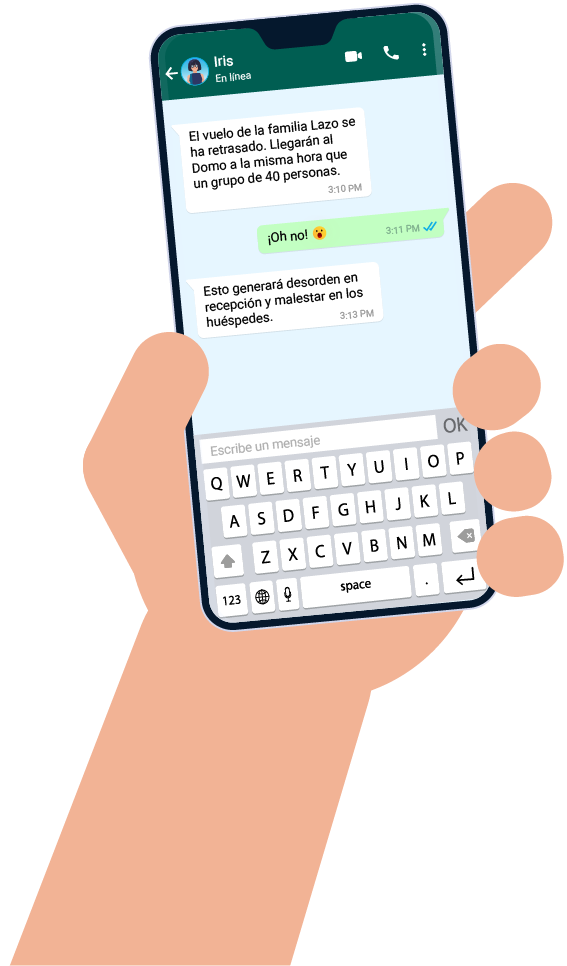 Iris
En línea
El vuelo de la familia Lazo se
ha retrasado. Llegarán al
Domo a la misma hora que
un grupo de 40 personas.
3:10 PM
¡Oh no! 😮
3:11 PM
Esto generará desorden en
recepción y malestar en los
huéspedes.
3:13 PM
Escribe un mensaje
OK
Q W E R T Y U I O P
A S D F G H J K L
Z X C V B N M
123
space
.